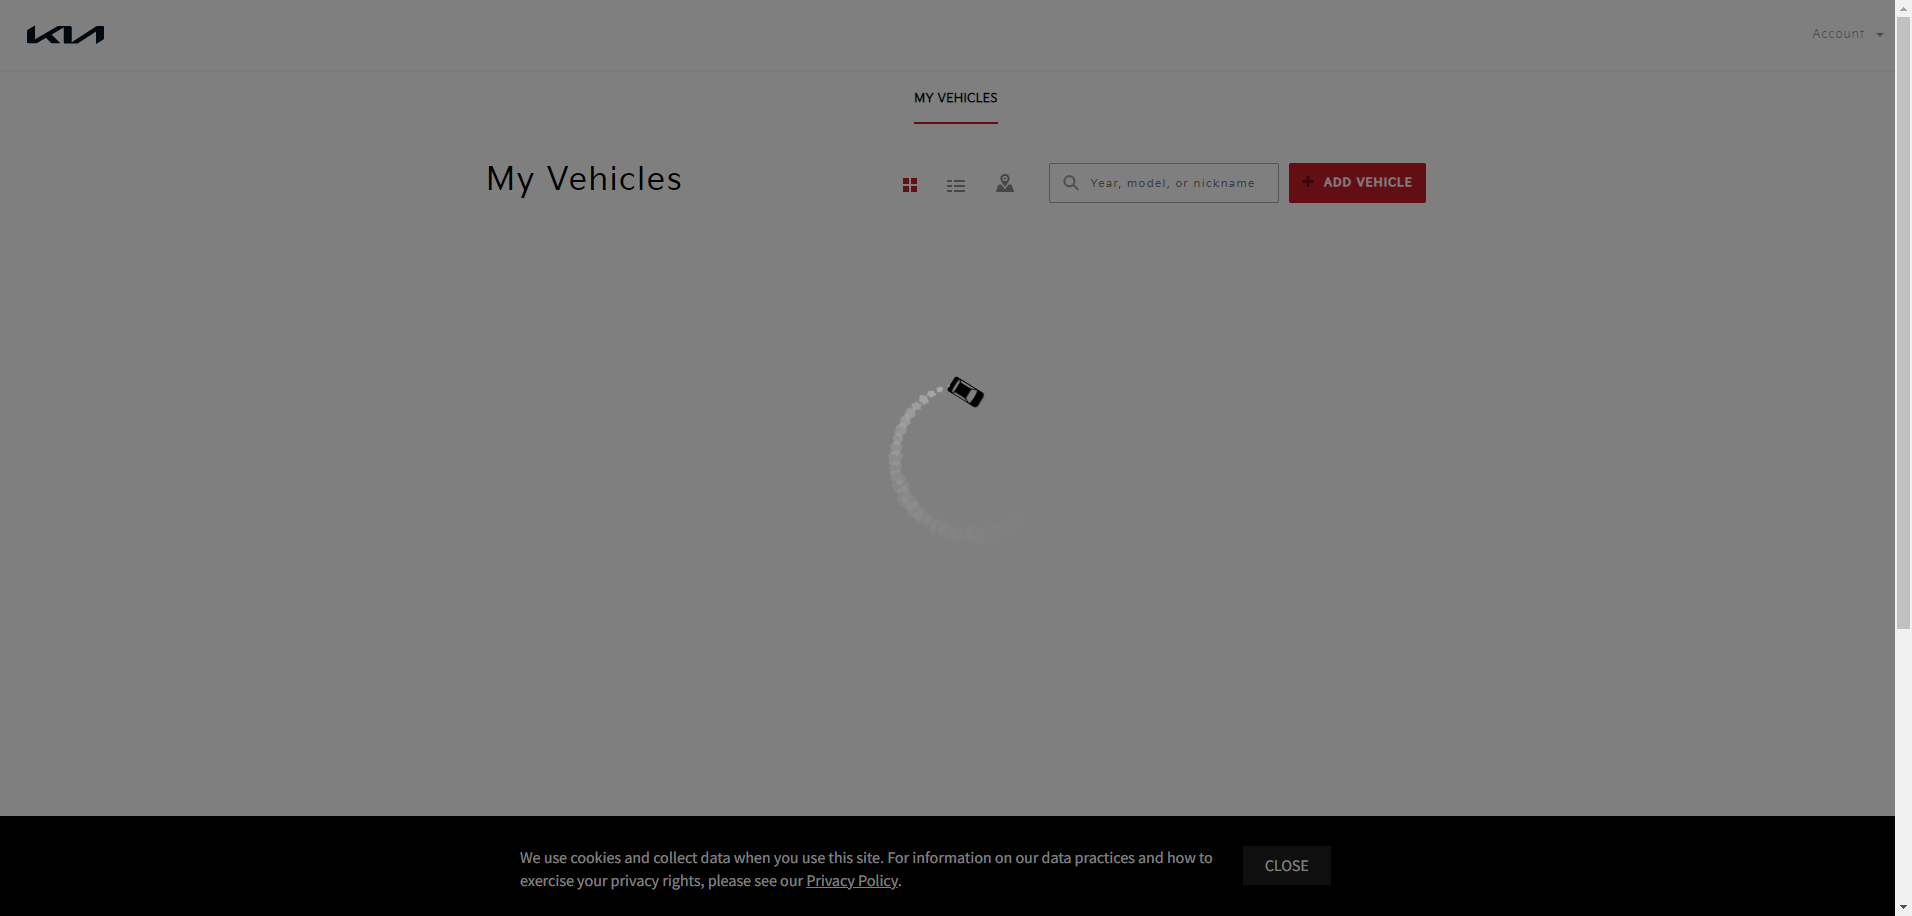 KIA
Account
MY VEHICLES
My Vehicles
Year, model, or nickname
+ ADD VEHICLE
We use cookies and collect data when you use this site. For information on our data practices and how to
exercise your privacy rights, please see our Privacy Policy.
CLOSE